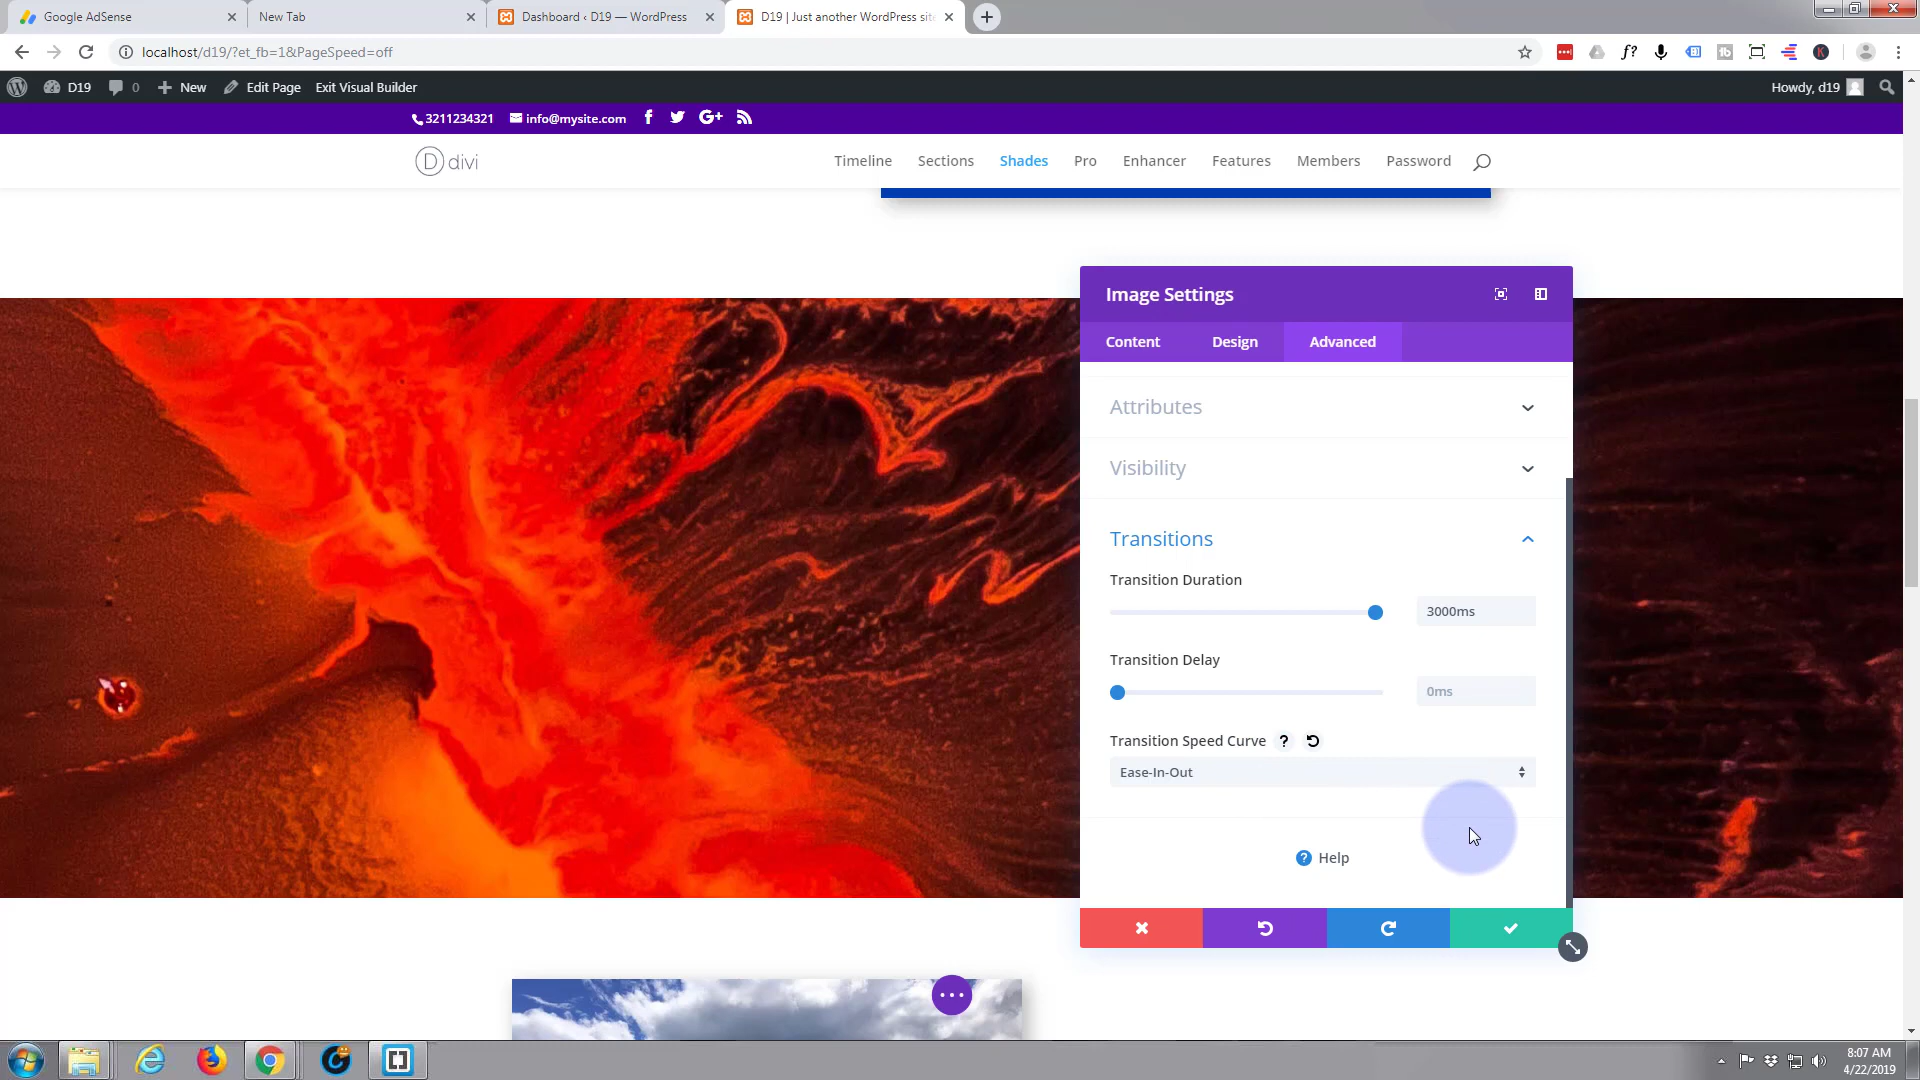 Google AdSense
New Tab
Dashboard ‹ D19 — WordPress
D19 | Just another WordPress site
localhost/d19/?et_fb=1&PageSpeed=off
f?
fb
K
D19
0
New
Edit Page
Exit Visual Builder
Howdy, d19
3211234321
info@mysite.com
G+
D divi
Timeline
Sections
Shades
Pro
Enhancer
Features
Members
Password
Image Settings
Content
Design
Advanced
Attributes
Visibility
Transitions
Transition Duration
3000ms
Transition Delay
0ms
Transition Speed Curve ?
Ease-In-Out
? Help
8:07 AM
4/22/2019